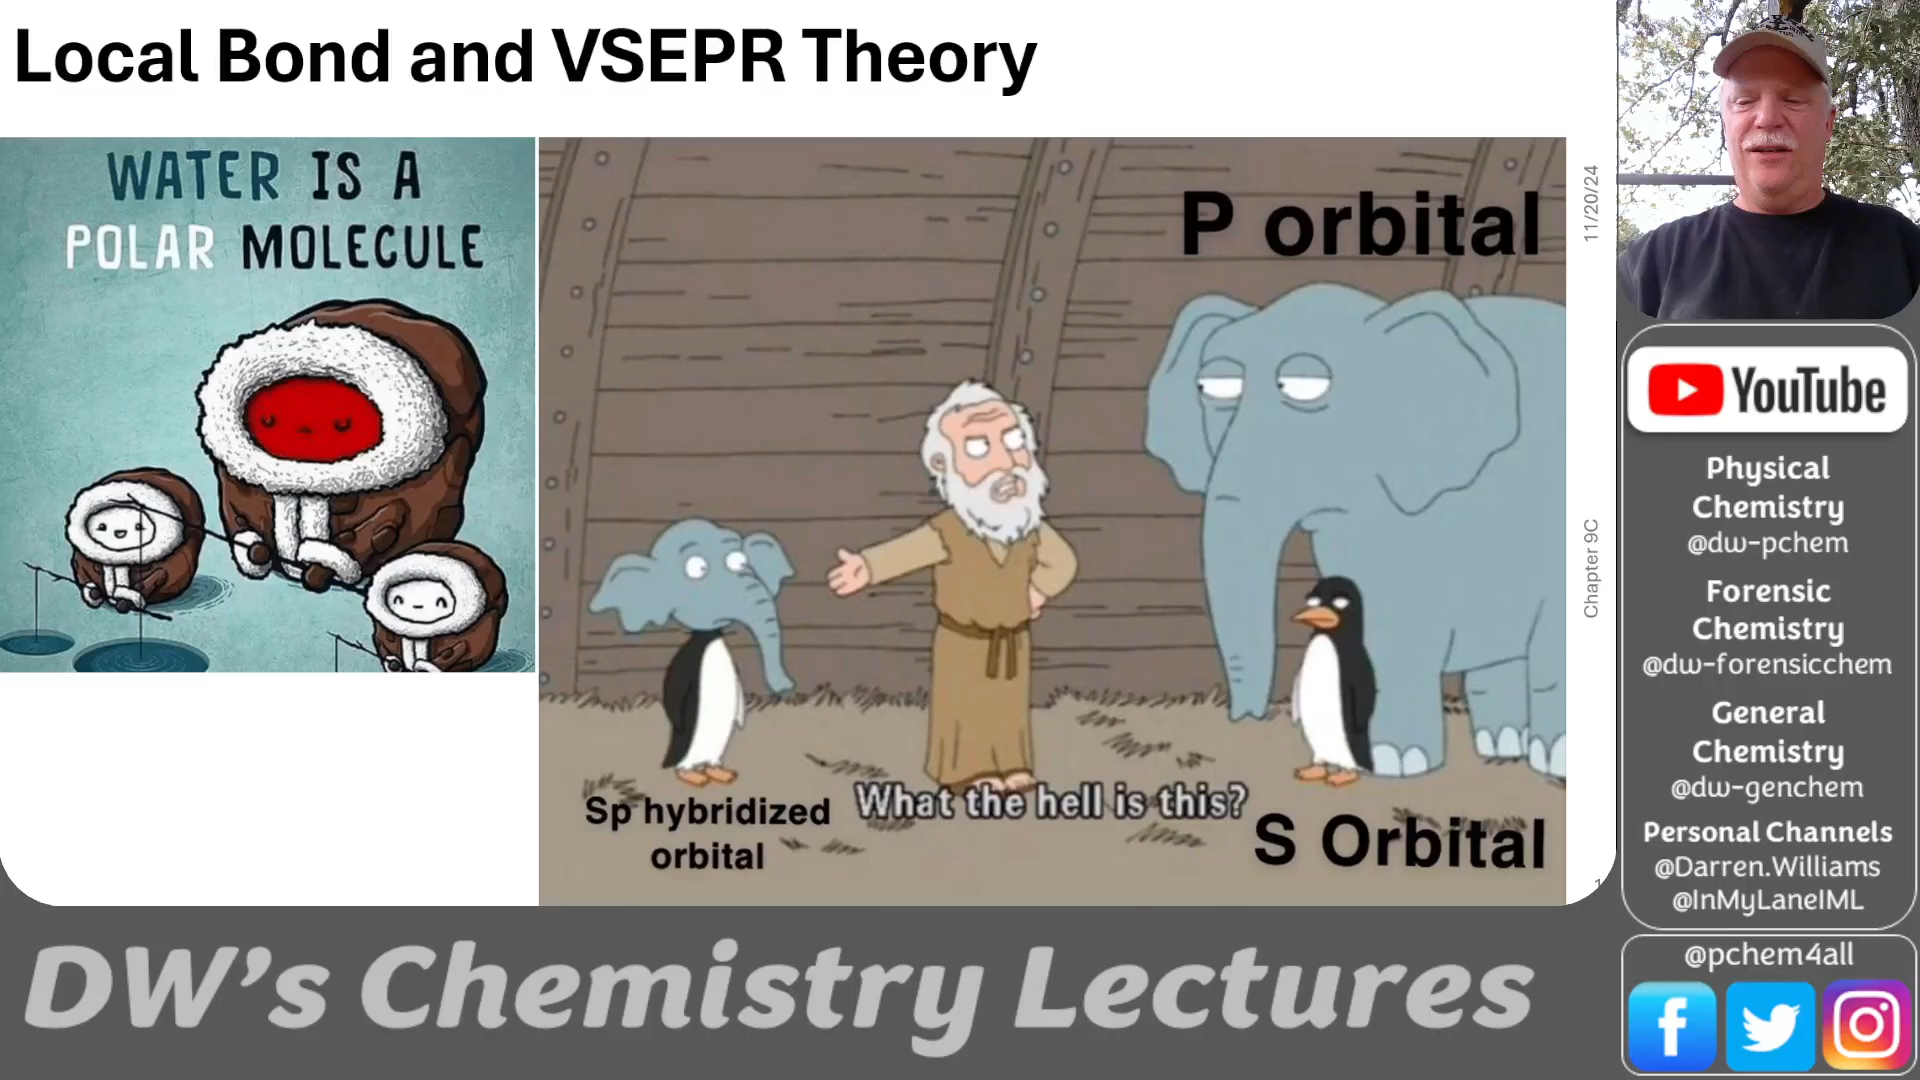 Local Bond and VSEPR Theory
WATER IS A
POLAR MOLECULE
P orbital
What the hell is this?
Sp hybridized
orbital
S Orbital
11/20/24
Chapter 9C
1
YouTube
Physical
Chemistry
@dw-pchem
Forensic
Chemistry
@dw-forensicchem
General
Chemistry
@dw-genchem
Personal Channels
@Darren.Williams
@InMyLaneIML
@pchem4all
DW's Chemistry Lectures